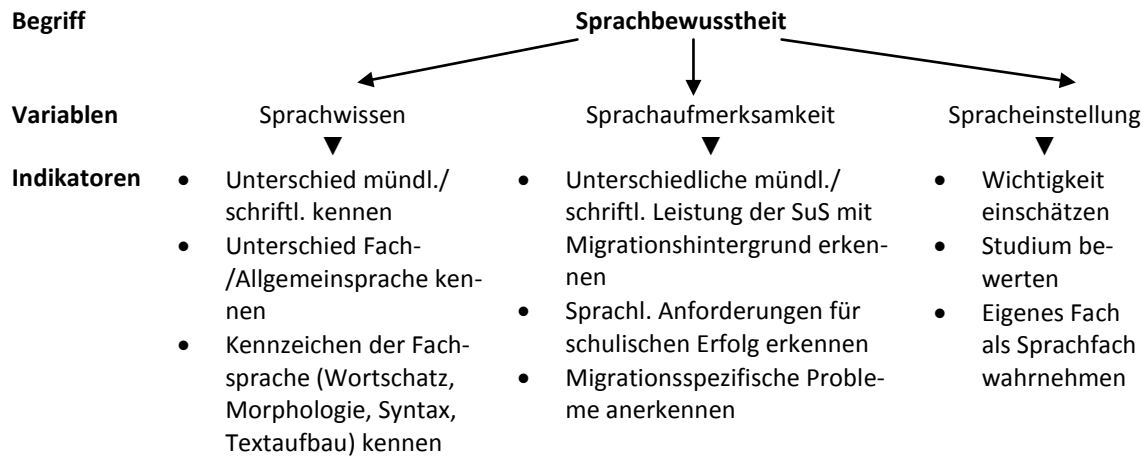 Begriff Sprachbewusstheit
Variablen Sprachwissen Sprachaufmerksamkeit Spracheinstellung
Indikatoren
• Unterschied mündl./
schriftl. kennen
• Unterschied Fach-
/Allgemeinsprache ken-
nen
• Kennzeichen der Fach-
sprache (Wortschatz,
Morphologie, Syntax,
Textaufbau) kennen
• Unterschiedliche mündl./
schriftl. Leistung der SuS mit
Migrationshintergrund erken-
nen
• Sprachl. Anforderungen für
schulischen Erfolg erkennen
• Migrationsspezifische Proble-
me anerkennen
• Wichtigkeit
einschätzen
• Studium be-
werten
• Eigenes Fach
als Sprachfach
wahrnehmen